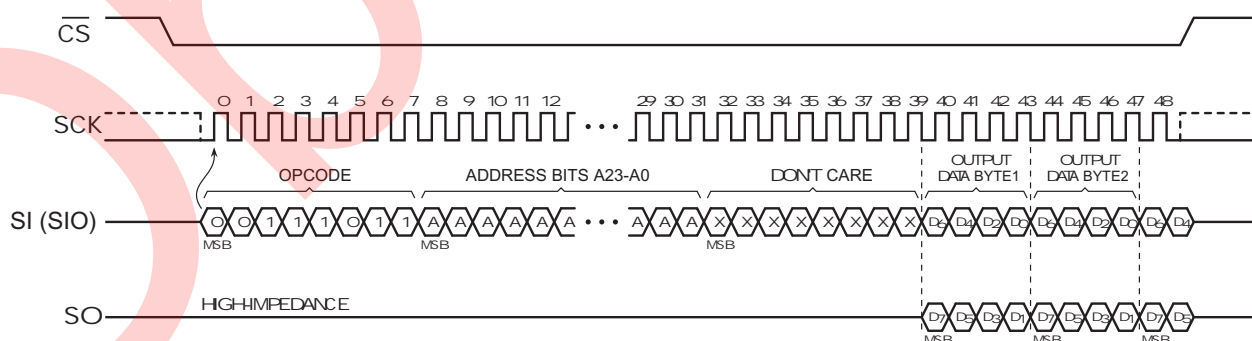 CS
0 1 2 3 4 5 6 7 8 9 10 11 12 29 30 31 32 33 34 35 36 37 38 39 40 41 42 43 44 45 46 47 48
SCK
OPCODE ADDRESS BITS A23-A0 DON'T CARE OUTPUT DATA BYTE1 OUTPUT DATA BYTE2
SI (SIO) 0 0 1 1 1 0 1 1 A A A A A A ••• A A A X X X X X X X X D6 D4 D2 D0 D6 D4 D2 D0 D6 D4
MSB MSB MSB
HIGH-IMPEDANCE
SO D7 D5 D3 D1 D7 D5 D3 D1 D7 D5
MSB MSB MSB